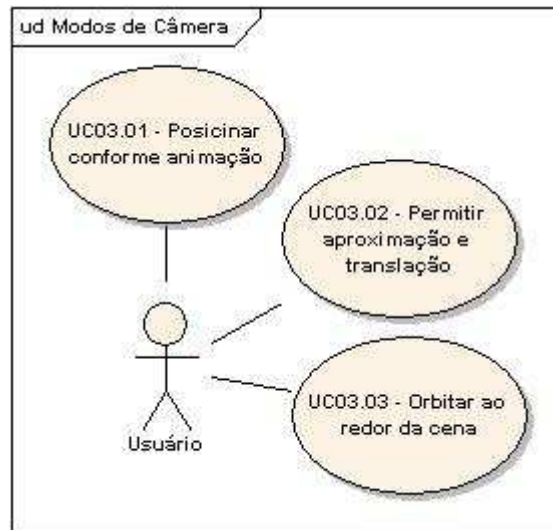 ud Modos de Câmera
UC03.01 - Posicinar
conforme animação
UC03.02 - Permitir
aproximação e
translação
UC03.03 - Orbitar ao
redor da cena
Usuário